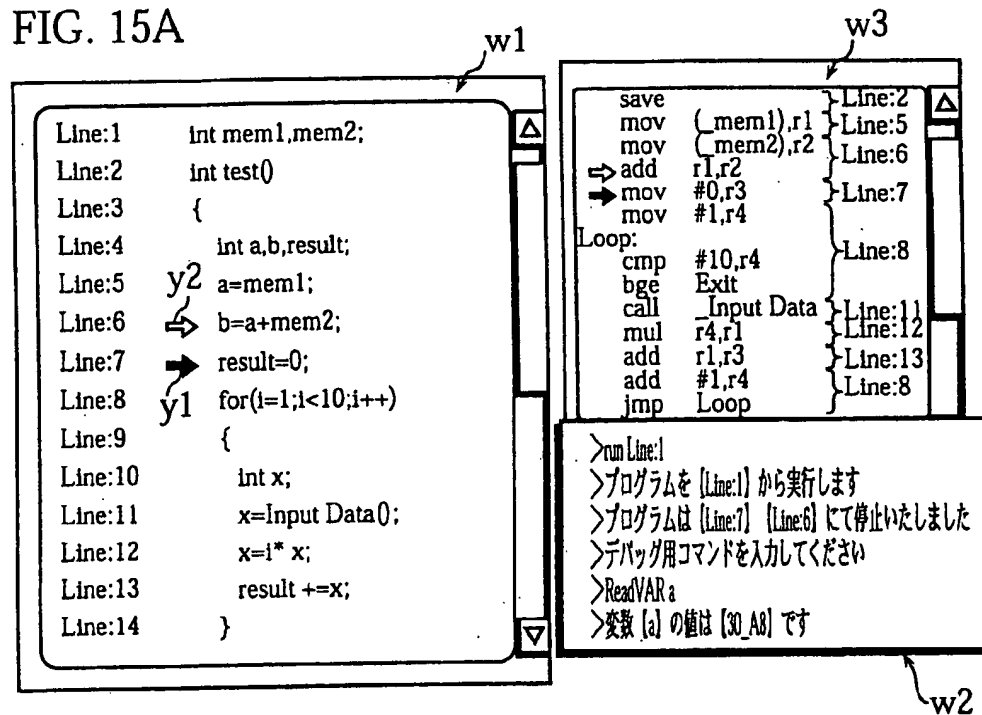 FIG. 15A
w1
Line:1 int mem1,mem2;
Line:2 int test()
Line:3 {
Line:4 int a,b,result;
Line:5 a=mem1;
y2
Line:6 b=a+mem2;
Line:7 result=0;
y1
Line:8 for(i=1;i<10;i++)
Line:9 {
Line:10 int x;
Line:11 x=Input Data();
Line:12 x=i* x;
Line:13 result +=x;
Line:14 }
w3
save Line:2
mov (_mem1),r1 Line:5
mov (_mem2),r2 Line:6
add r1,r2
mov #0,r3 Line:7
mov #1,r4
Loop: Line:8
cmp #10,r4
bge Exit
call _Input Data Line:11
mul r4,r1 Line:12
add r1,r3 Line:13
add #1,r4 Line:8
jmp Loop
>run Line:1
>プログラムを【Line:1】から実行します
>プログラムは【Line:7】【Line:6】にて停止いたしました
>デバッグ用コマンドを入力してください
>ReadVAR a
>変数【a】の値は【30_A8】です
w2